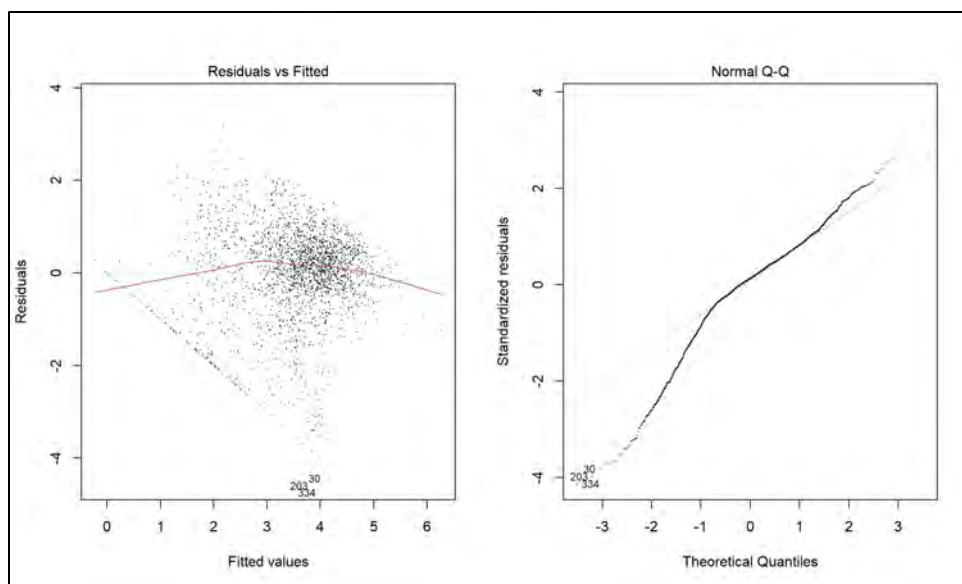 Residuals vs Fitted
4
2
0
-2
-4
Residuals
203 30
334
0 1 2 3 4 5 6
Fitted values
Normal Q-Q
4
2
0
-2
-4
Standardized residuals
203 30
334
-3 -2 -1 0 1 2 3
Theoretical Quantiles